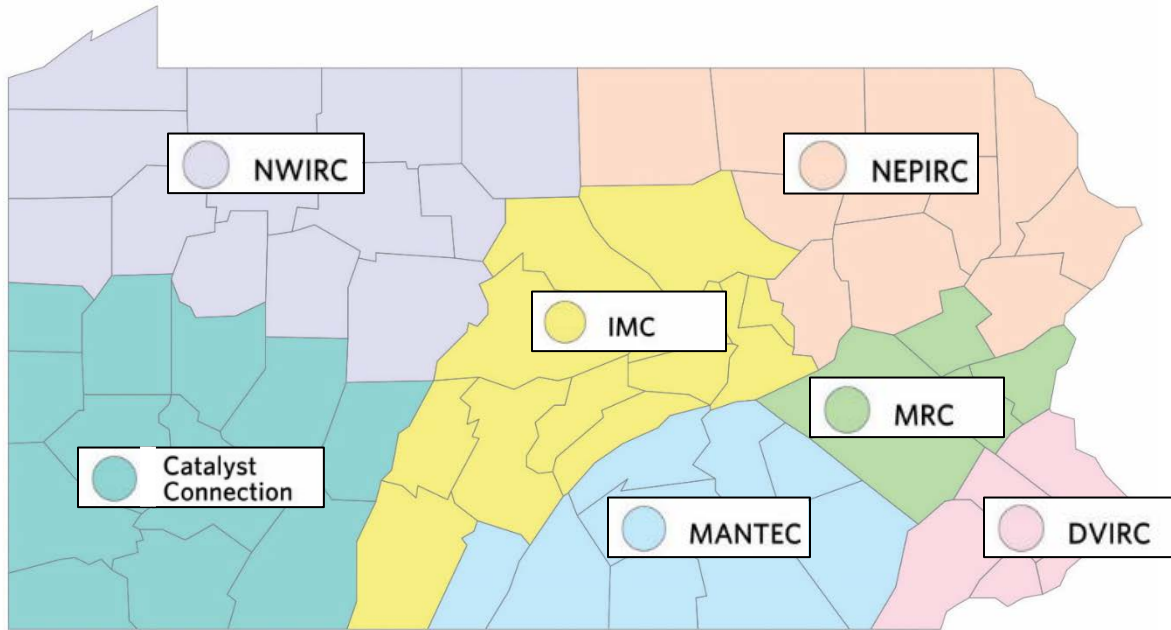 NWIRC
NEPIRC
IMC
MRC
Catalyst
Connection
MANTEC
DVIRC